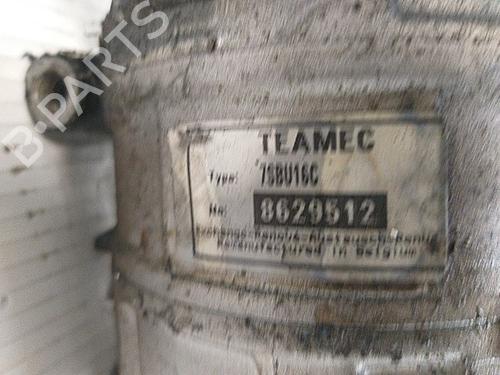 B-PARTS
TEAMEC
Type: 7SBU16C
No: 8629512
Remanufactured in Belgium